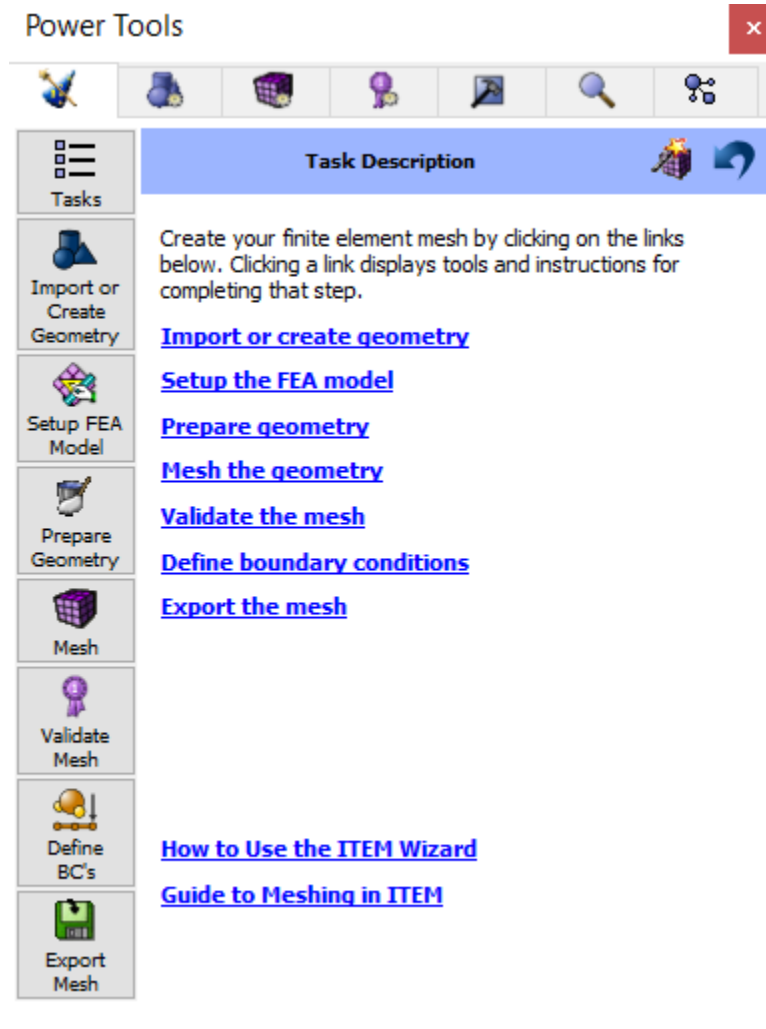 Power Tools
Tasks
Import or
Create
Geometry
Setup FEA
Model
Prepare
Geometry
Mesh
Validate
Mesh
Define
BC's
Export
Mesh
Task Description
Create your finite element mesh by clicking on the links
below. Clicking a link displays tools and instructions for
completing that step.
Import or create geometry
Setup the FEA model
Prepare geometry
Mesh the geometry
Validate the mesh
Define boundary conditions
Export the mesh
How to Use the ITEM Wizard
Guide to Meshing in ITEM